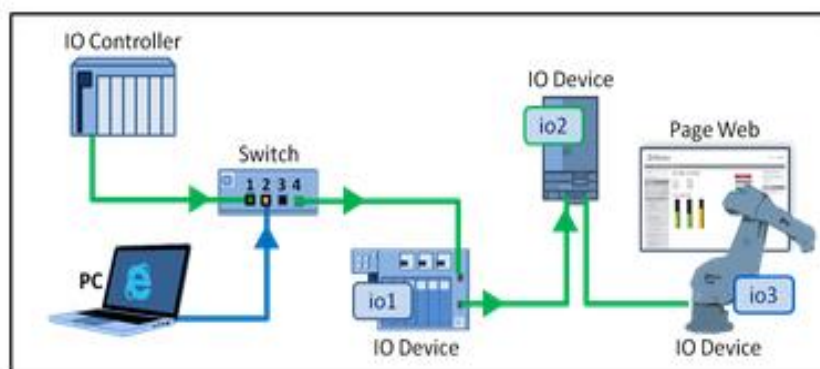 IO Controller
Switch
1 2 3 4
PC
io1
IO Device
IO Device
io2
Page Web
io3
IO Device